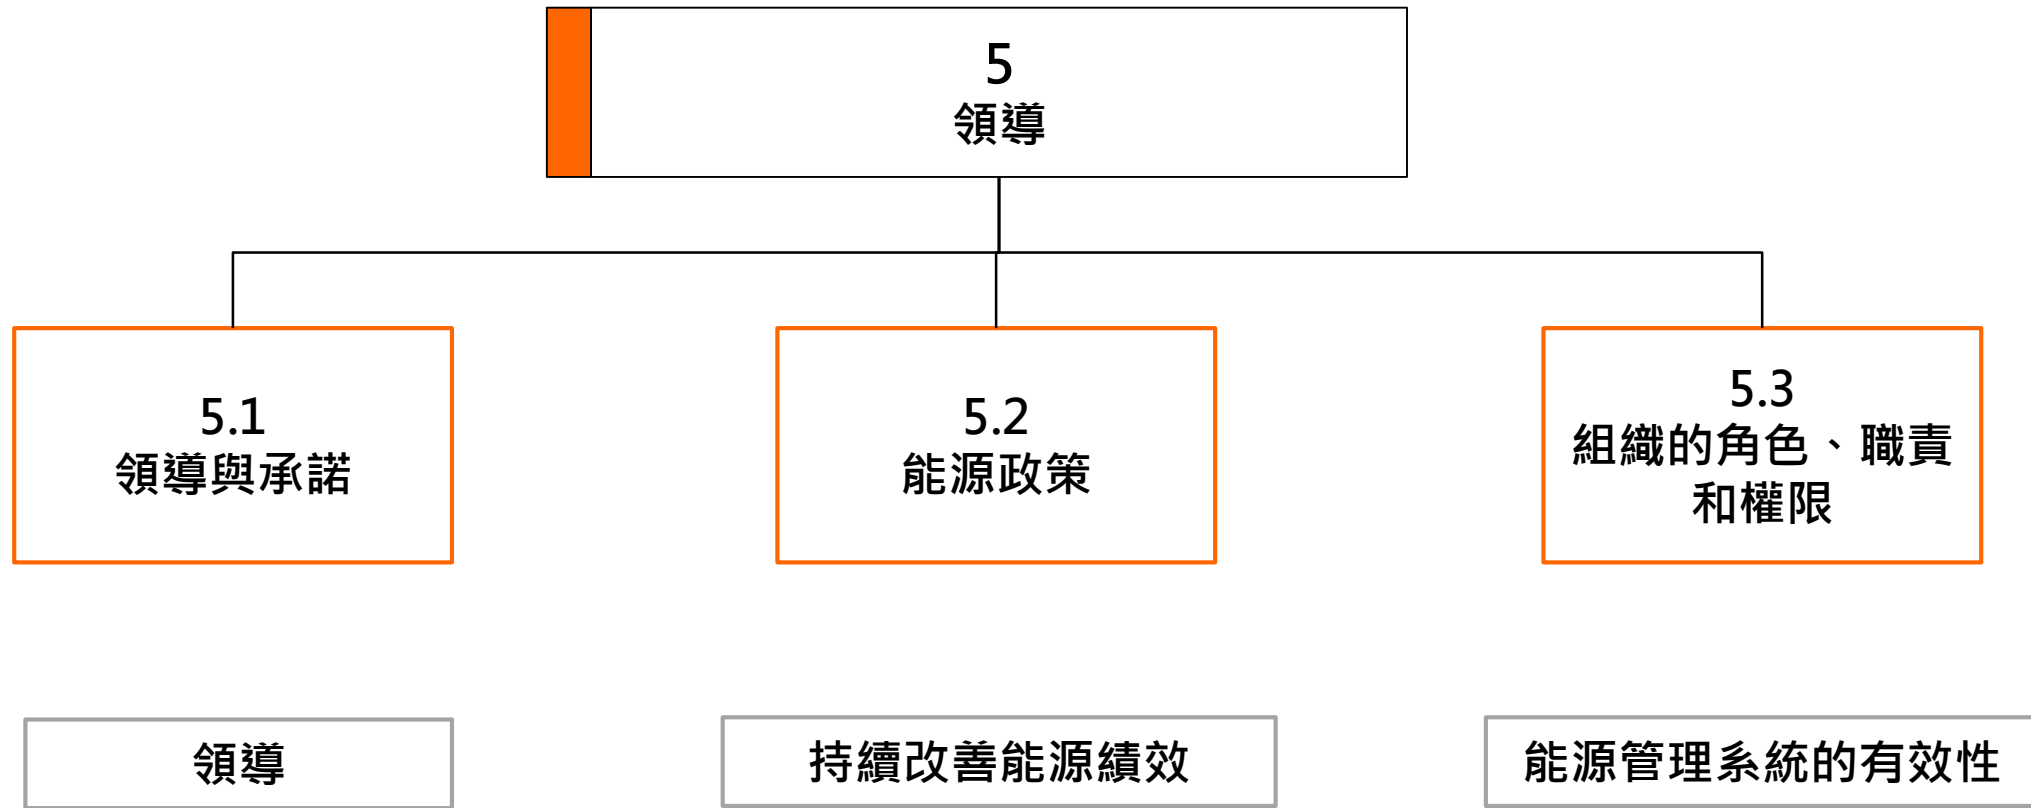 5
領導
5.1
領導與承諾
5.2
能源政策
5.3
組織的角色、職責
和權限
領導
持續改善能源績效
能源管理系統的有效性